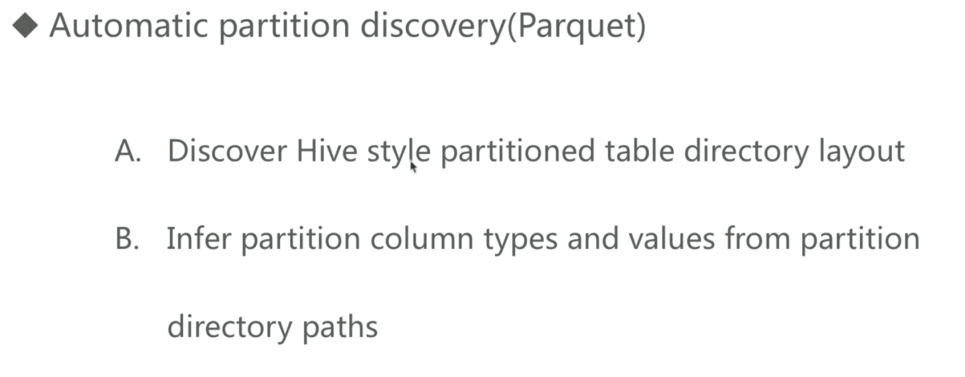 ◆ Automatic partition discovery(Parquet)
A. Discover Hive style partitioned table directory layout
B. Infer partition column types and values from partition
directory paths